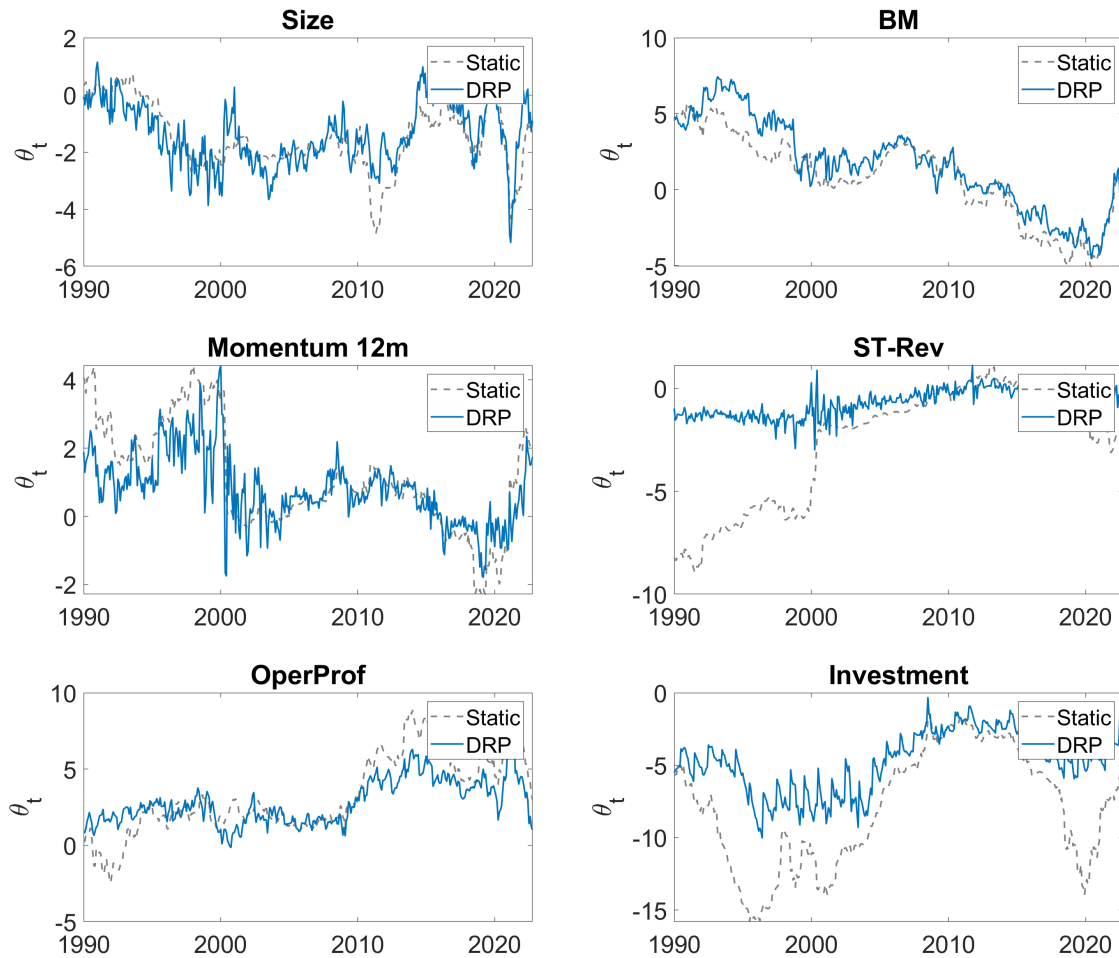 Size
2
0
-2
-4
-6
θt
1990
2000
2010
2020
Static
DRP
BM
10
5
0
-5
θt
1990
2000
2010
2020
Static
DRP
Momentum 12m
4
2
0
-2
θt
1990
2000
2010
2020
Static
DRP
ST-Rev
0
-5
-10
θt
1990
2000
2010
2020
Static
DRP
OperProf
10
5
0
-5
θt
1990
2000
2010
2020
Static
DRP
Investment
0
-5
-10
-15
θt
1990
2000
2010
2020
Static
DRP